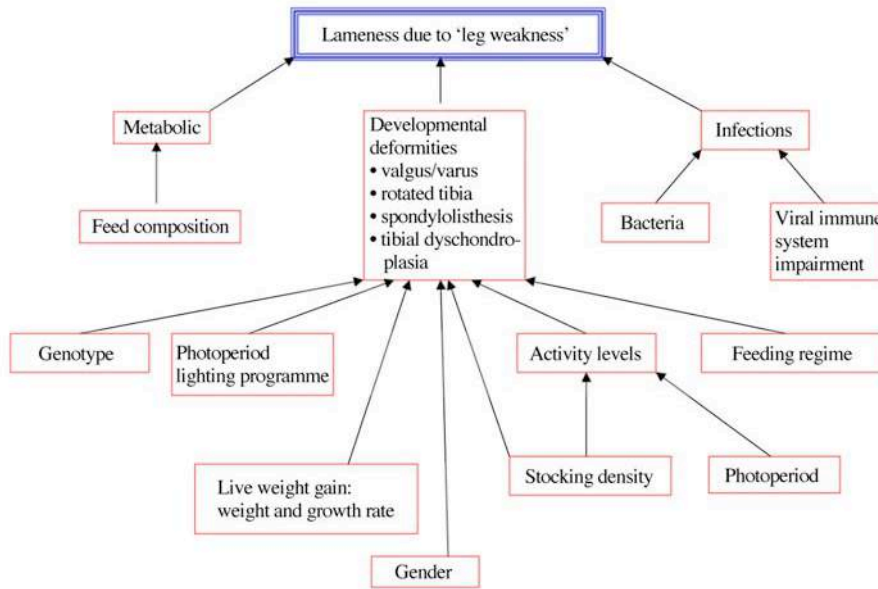 Lameness due to ‘leg weakness’
Metabolic
Developmental
deformities
• valgus/varus
• rotated tibia
• spondylolisthesis
• tibial dyschondro-
plasia
Infections
Feed composition
Bacteria
Viral immune
system
impairment
Genotype
Photoperiod
lighting programme
Activity levels
Feeding regime
Live weight gain:
weight and growth rate
Stocking density
Photoperiod
Gender